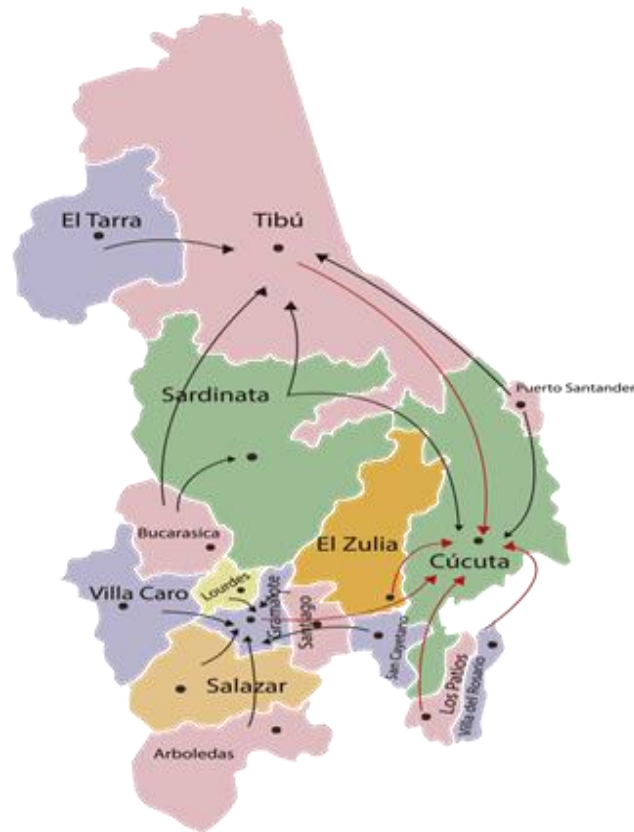 El Tarra
Tibú
Puerto Santander
Sardinata
Bucarasica
El Zulia
Cúcuta
Villa Caro
Lourdes
Gramalote
Santiago
San Cayetano
Los Patios
Villa del Rosario
Salazar
Arboledas